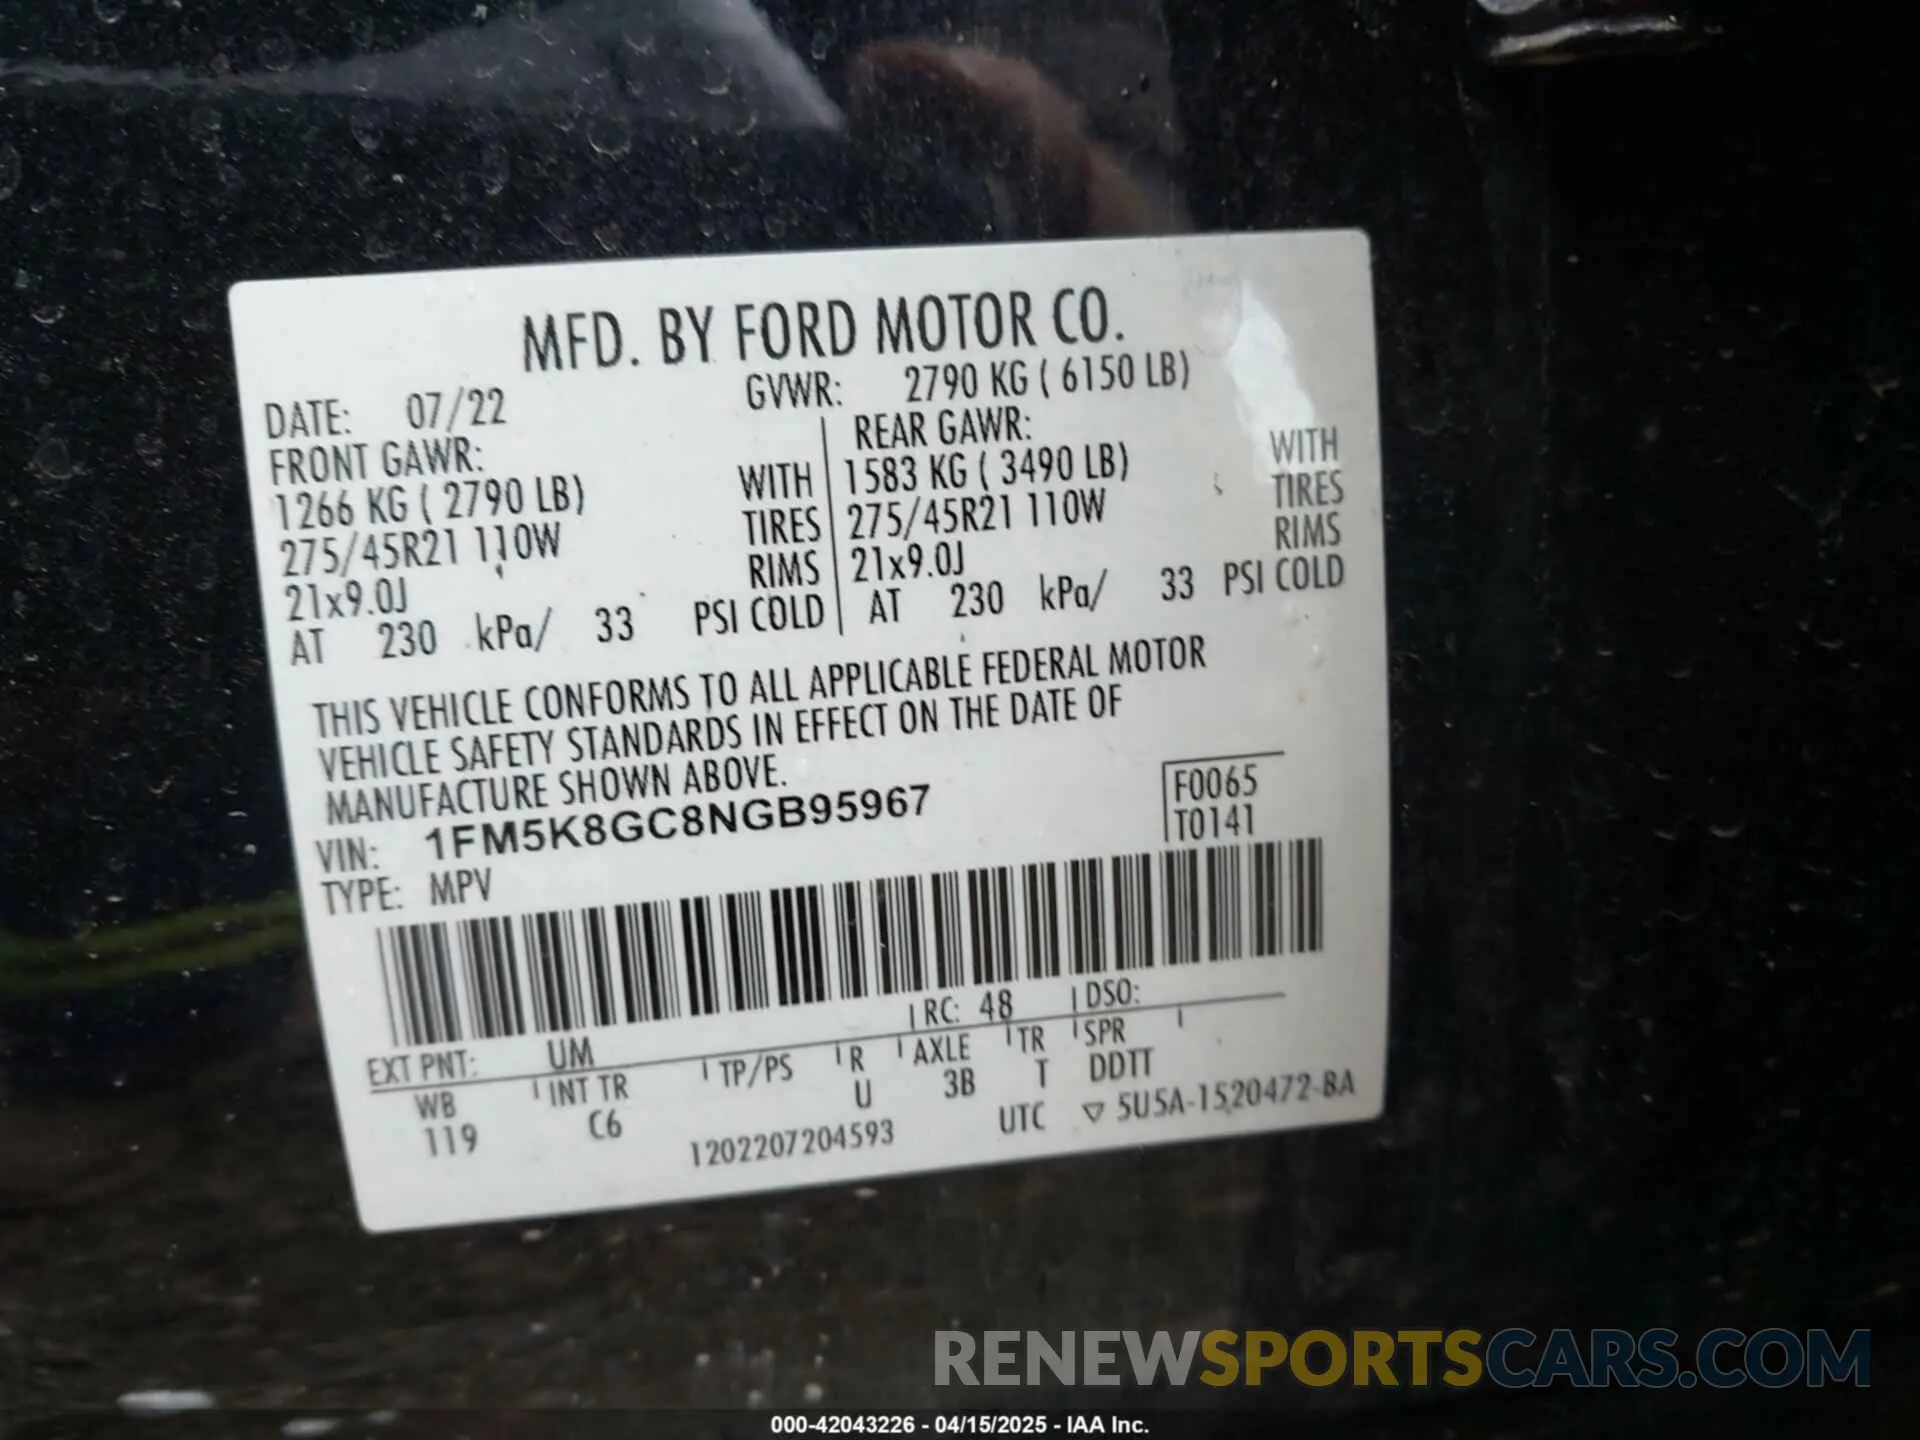 MFD. BY FORD MOTOR CO.
DATE: 07/22 GVWR: 2790 KG ( 6150 LB)
FRONT GAWR: REAR GAWR:
1266 KG ( 2790 LB) WITH 1583 KG ( 3490 LB) WITH
275/45R21 110W TIRES 275/45R21 110W TIRES
21x9.0J RIMS 21x9.0J RIMS
AT 230 kPa/ 33 PSI COLD AT 230 kPa/ 33 PSI COLD
THIS VEHICLE CONFORMS TO ALL APPLICABLE FEDERAL MOTOR
VEHICLE SAFETY STANDARDS IN EFFECT ON THE DATE OF
MANUFACTURE SHOWN ABOVE.
VIN: 1FM5K8GC8NGB95967 F0065
TYPE: MPV T0141
EXT PNT: UM RC: 48 DSO:
WB INT TR TP/PS R AXLE TR SPR
119 C6 U 3B T DDTT
1202207204593 UTC ▽ 5U5A-1520472-BA
RENEWSPORTSCARS.COM
000-42043226 - 04/15/2025 - IAA Inc.